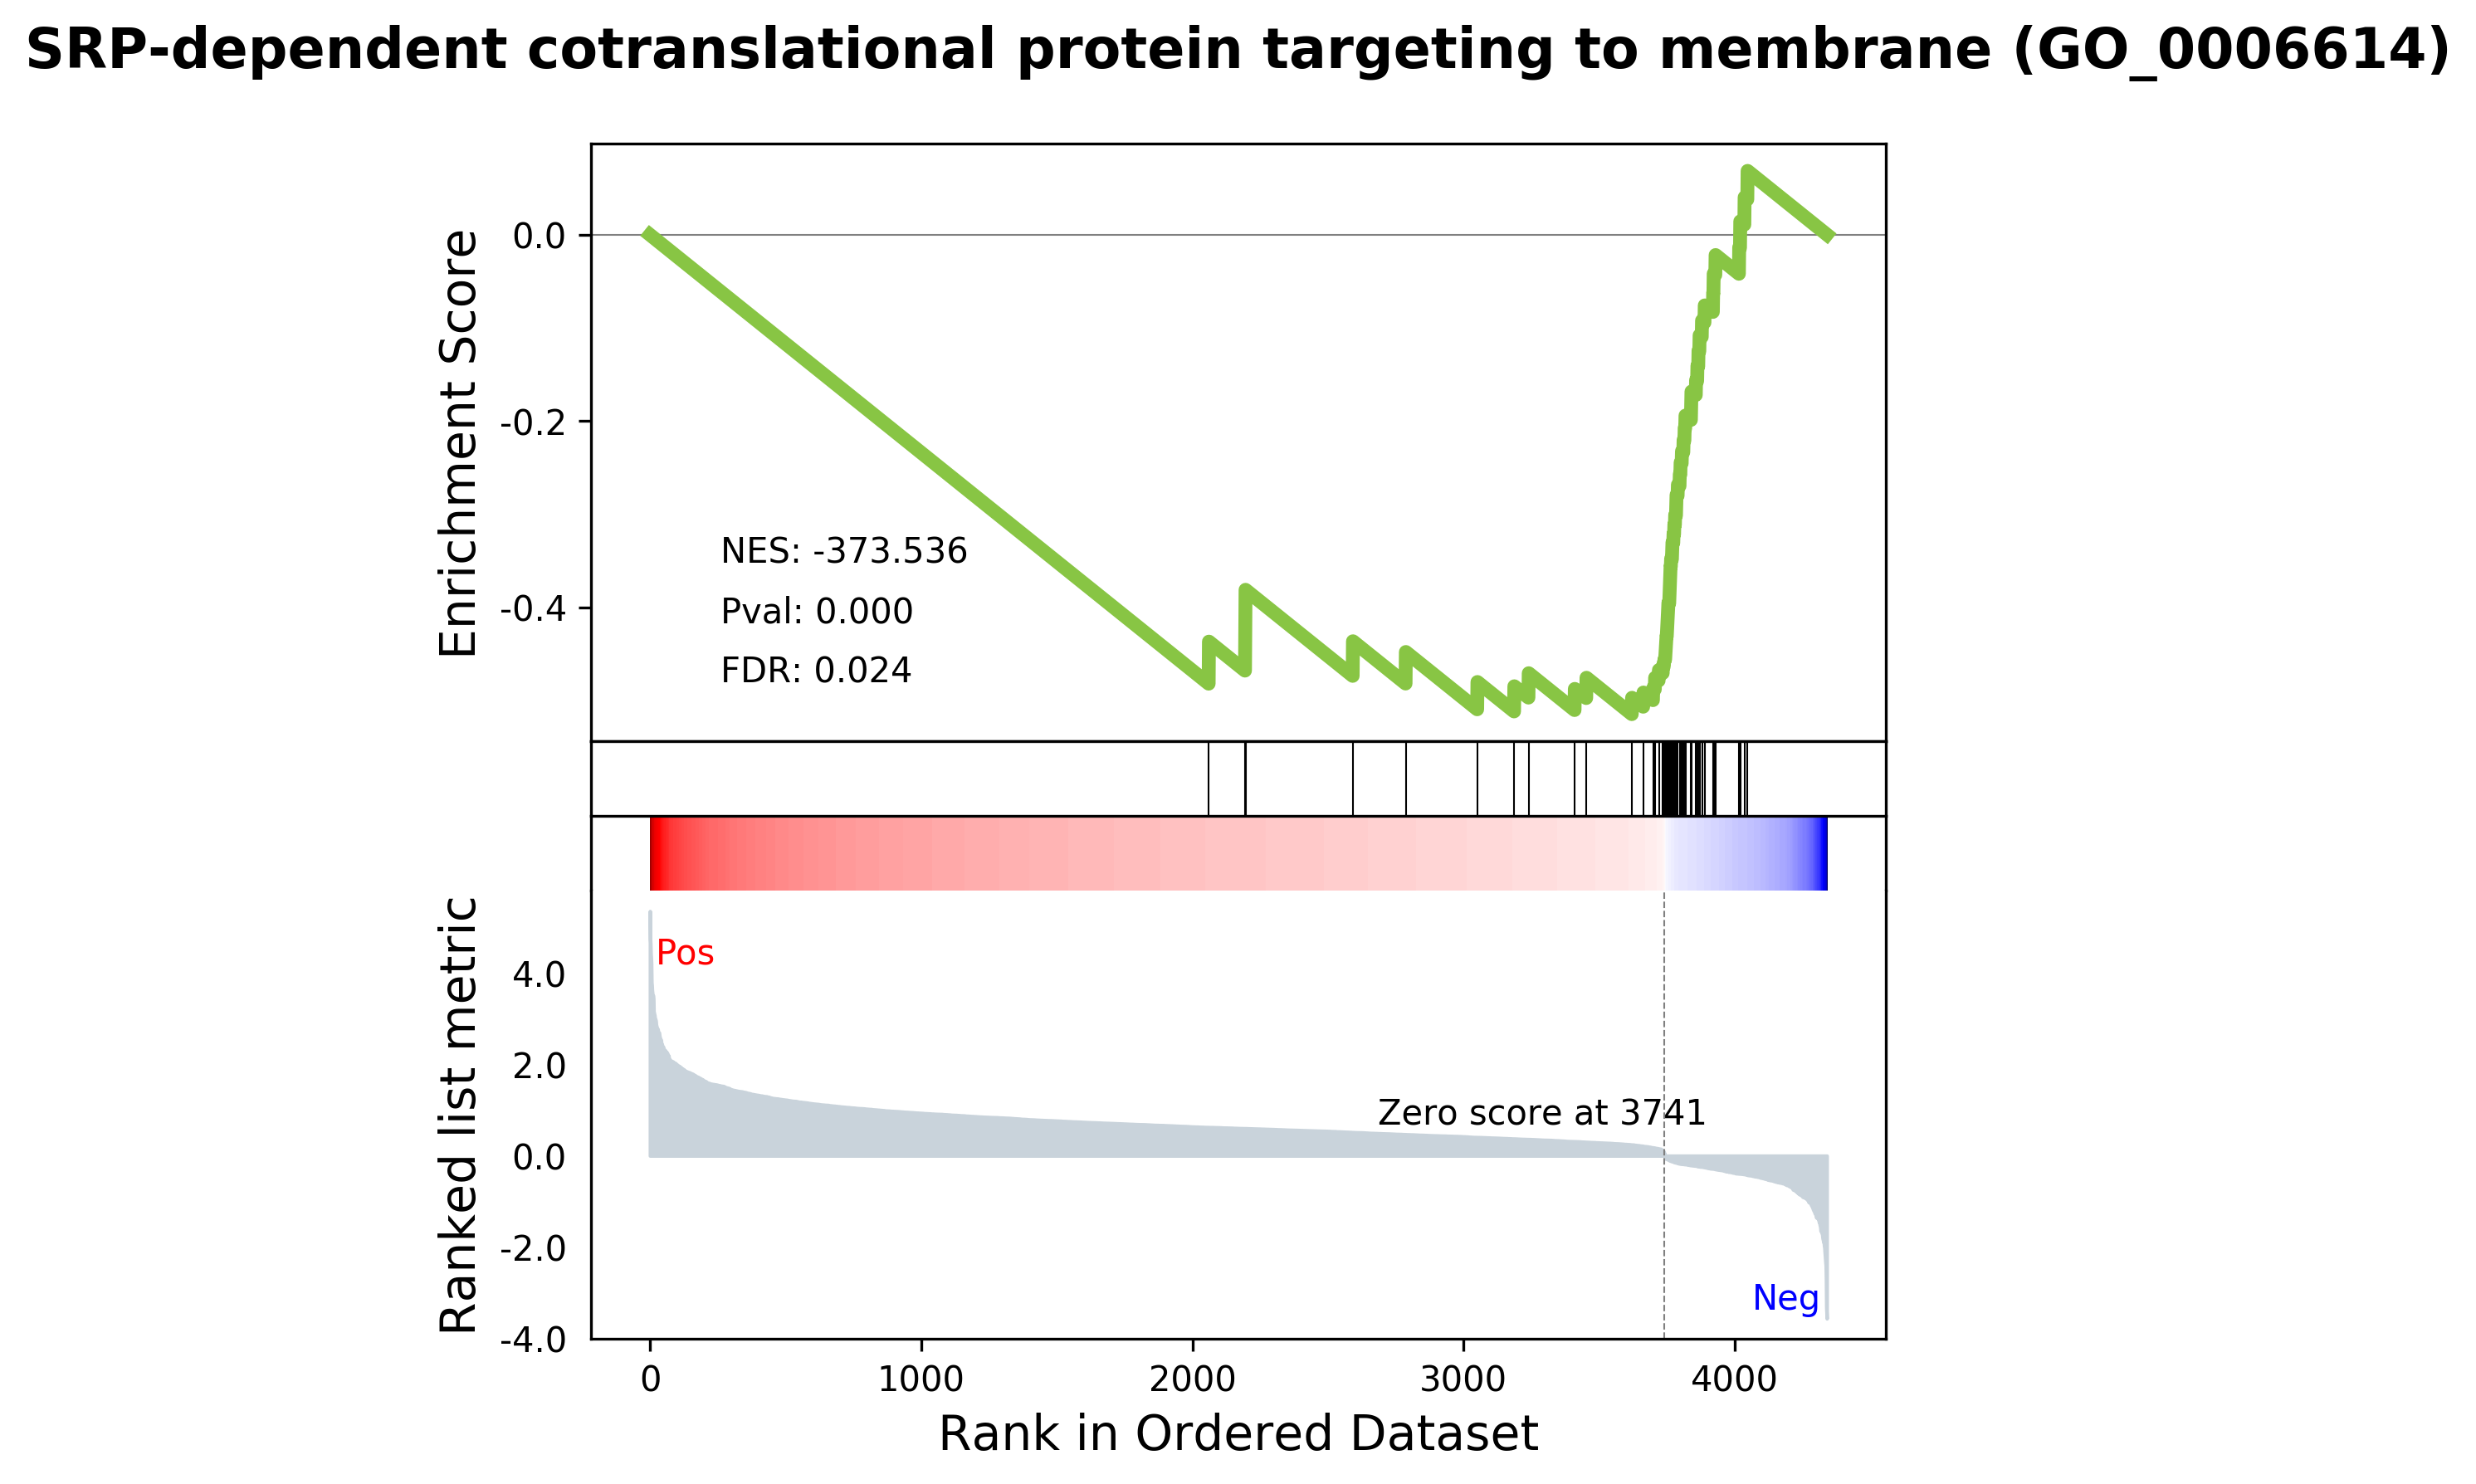 SRP-dependent cotranslational protein targeting to membrane (GO_0006614)
Enrichment Score
0.0
-0.2
-0.4
NES: -373.536
Pval: 0.000
FDR: 0.024
Ranked list metric
4.0
2.0
0.0
-2.0
-4.0
Pos
Zero score at 3741
Neg
0 1000 2000 3000 4000
Rank in Ordered Dataset